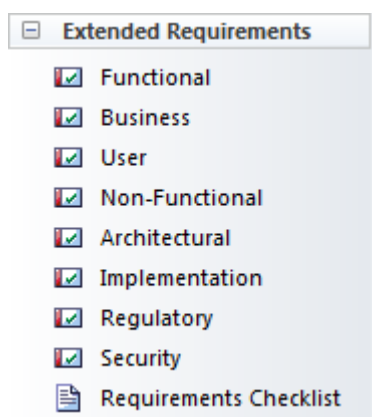 Extended Requirements
Functional
Business
User
Non-Functional
Architectural
Implementation
Regulatory
Security
Requirements Checklist